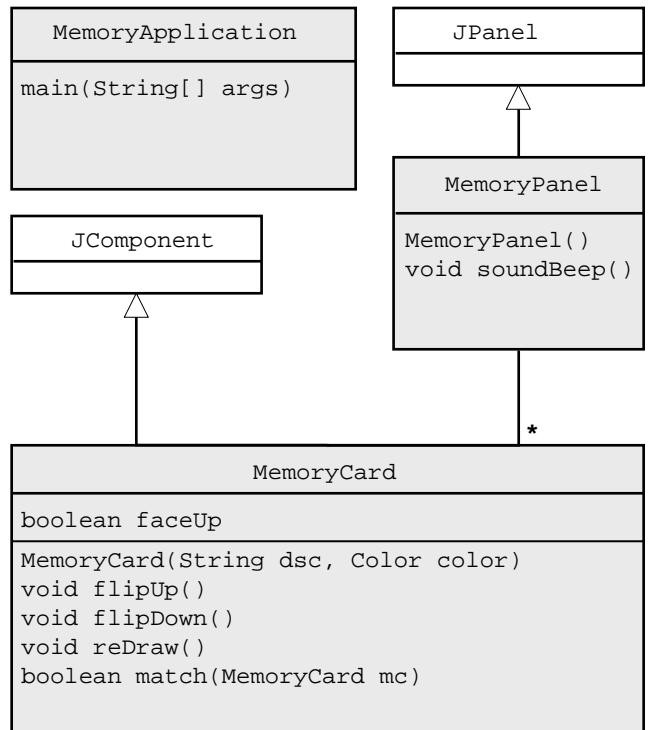 MemoryApplication
main(String[] args)
JPanel
MemoryPanel
MemoryPanel()
void soundBeep()
JComponent
*
MemoryCard
boolean faceUp
MemoryCard(String dsc, Color color)
void flipUp()
void flipDown()
void reDraw()
boolean match(MemoryCard mc)